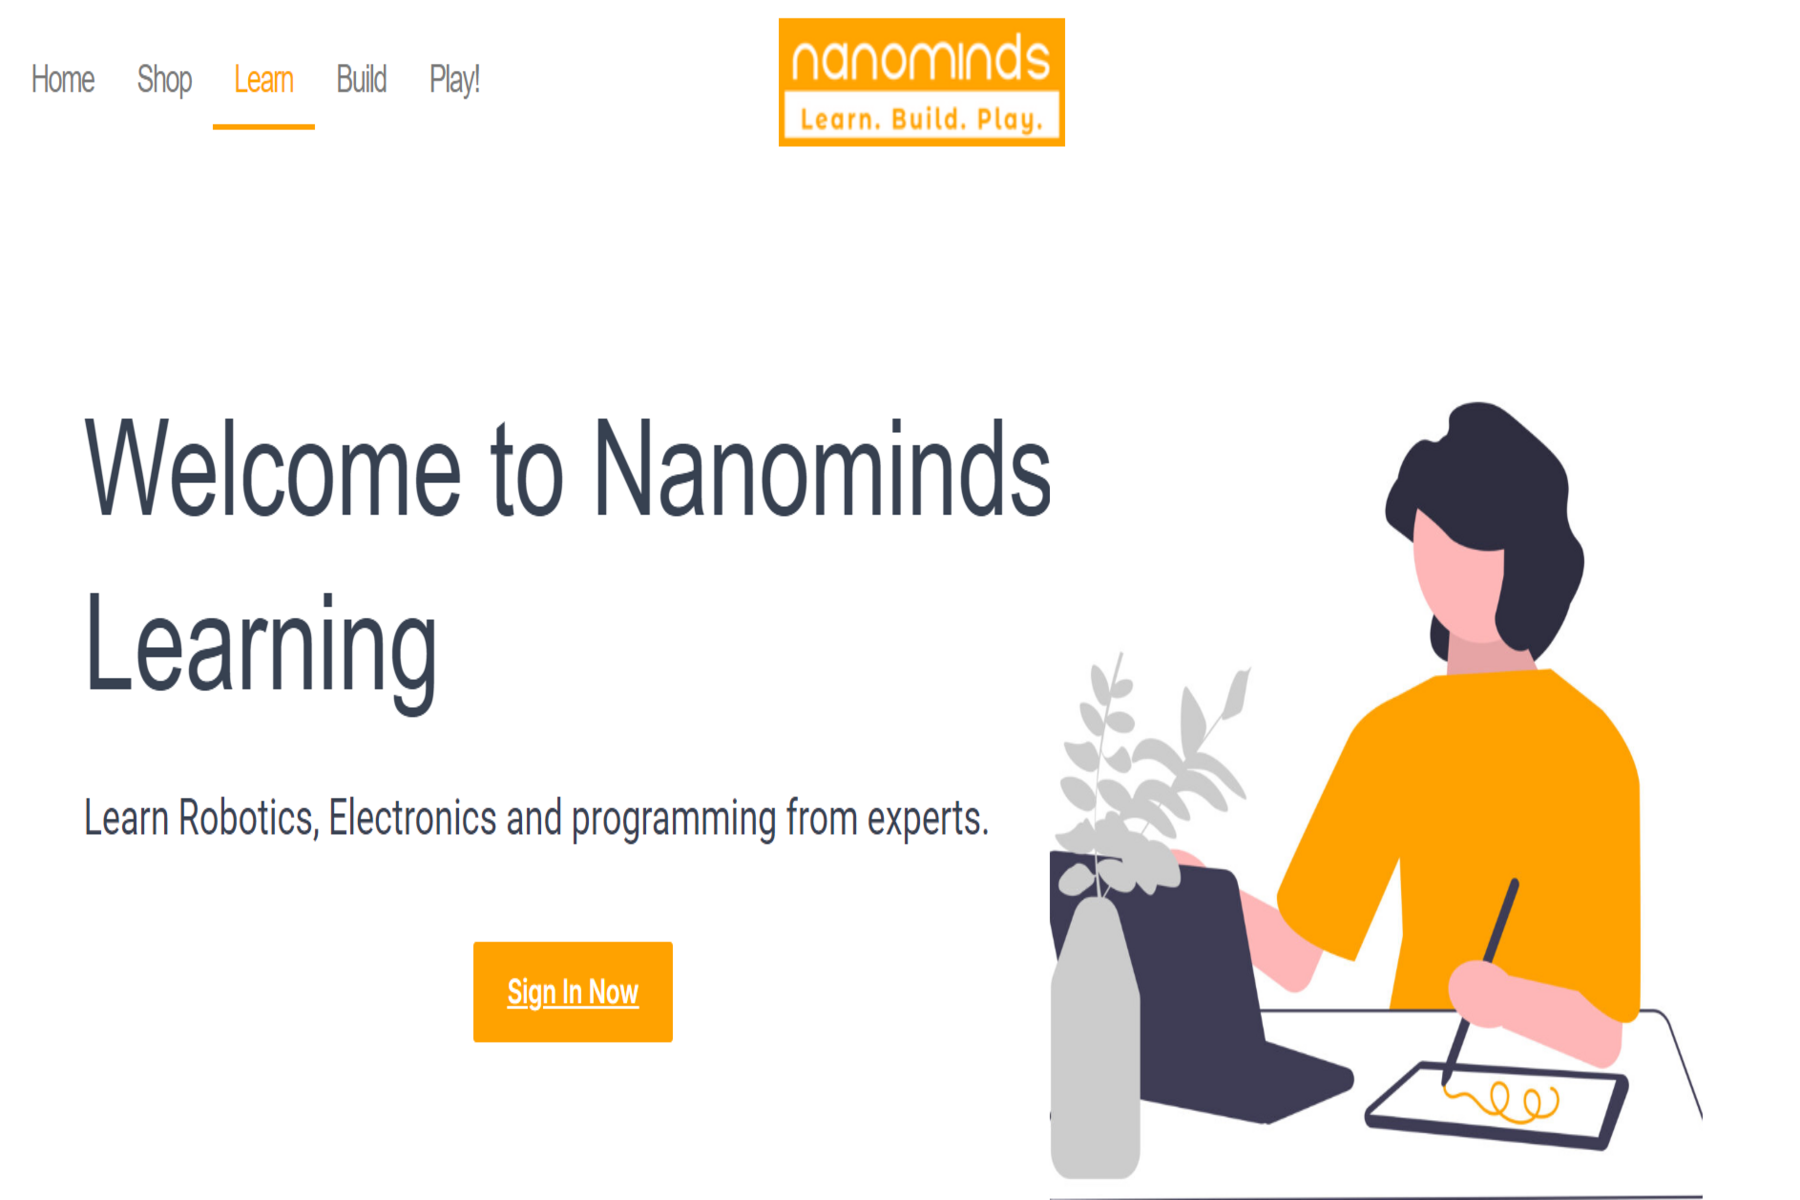 Home Shop Learn Build Play!
nanominds
Learn. Build. Play.
Welcome to Nanominds
Learning
Learn Robotics, Electronics and programming from experts.
Sign In Now